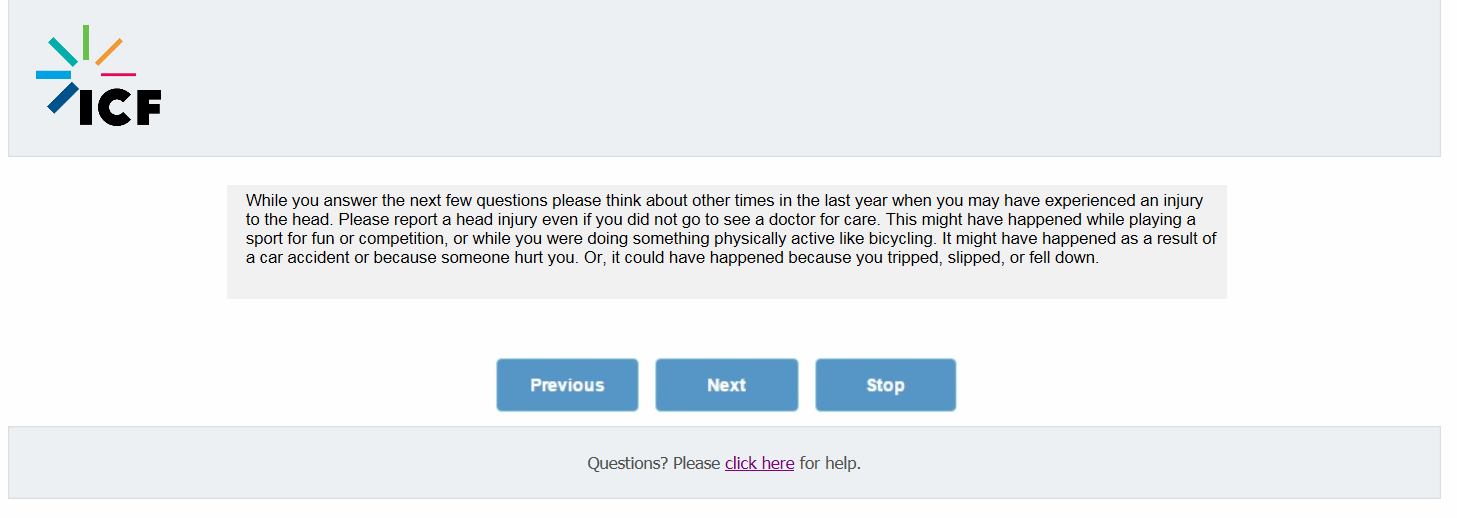 ICF
While you answer the next few questions please think about other times in the last year when you may have experienced an injury
to the head. Please report a head injury even if you did not go to see a doctor for care. This might have happened while playing a
sport for fun or competition, or while you were doing something physically active like bicycling. It might have happened as a result of
a car accident or because someone hurt you. Or, it could have happened because you tripped, slipped, or fell down.
Previous Next Stop
Questions? Please click here for help.